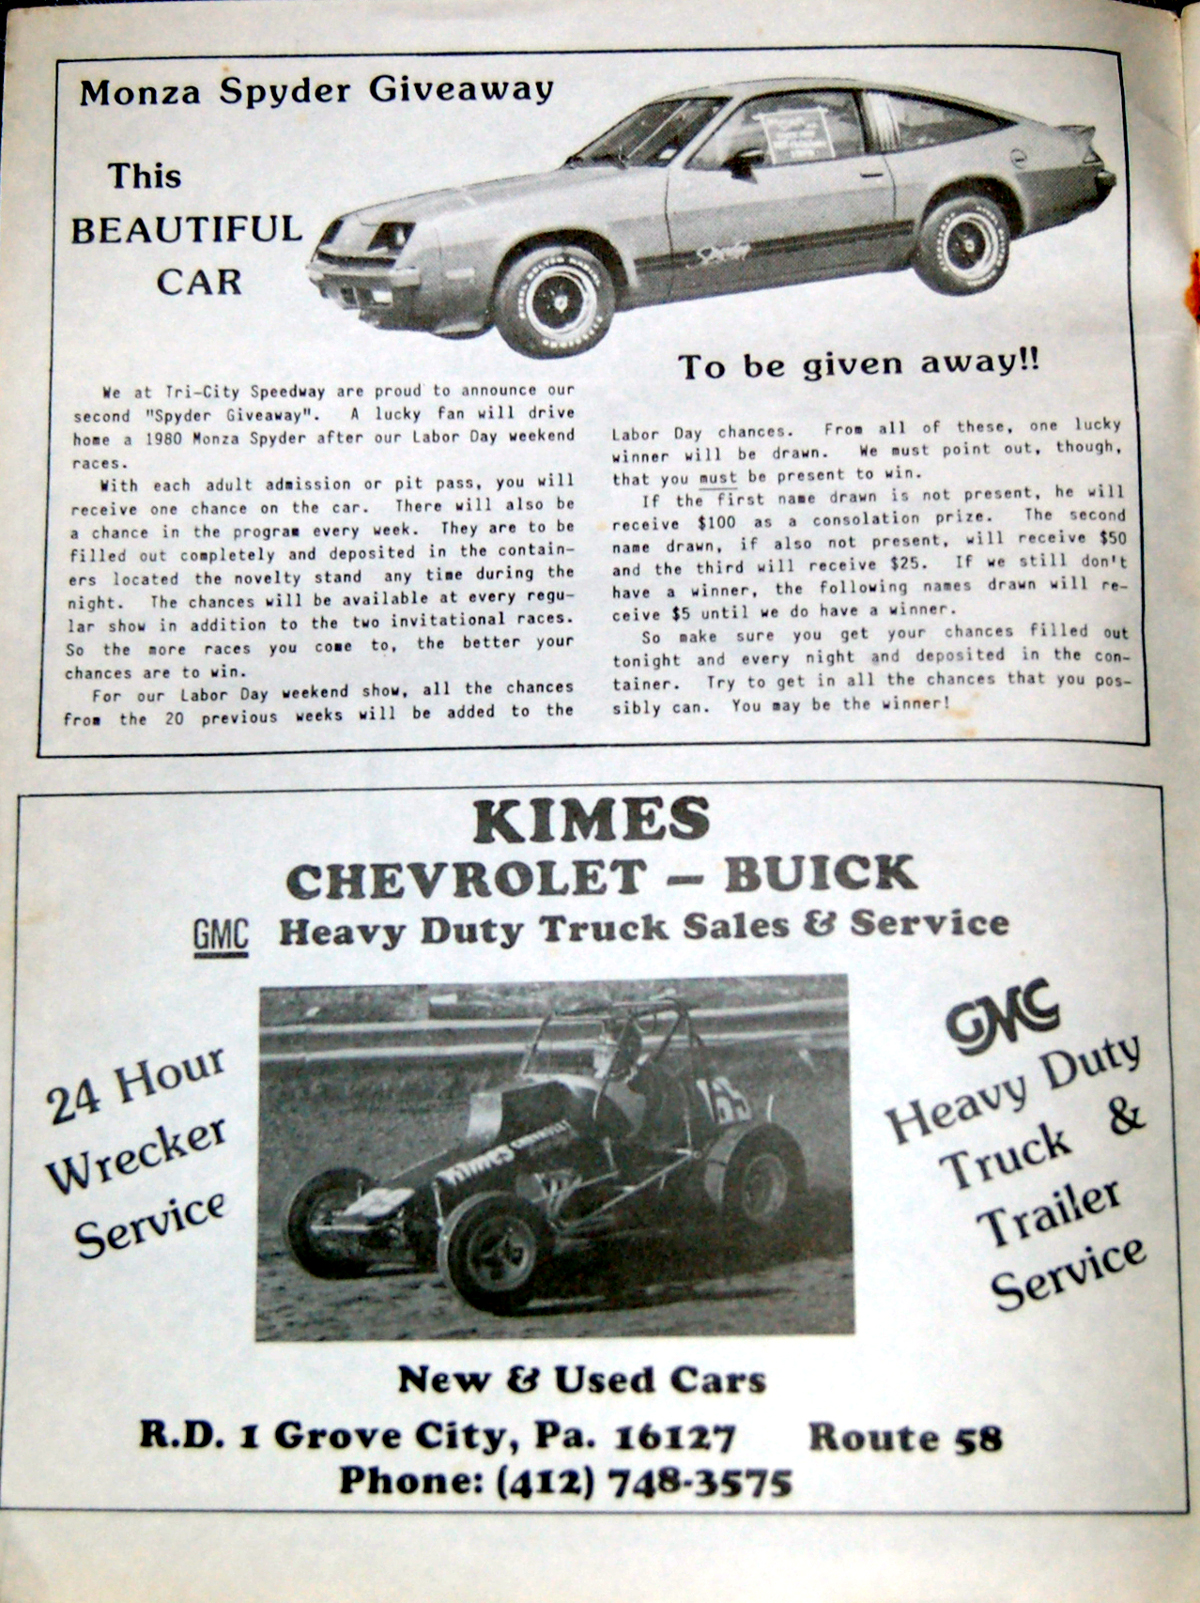 Monza Spyder Giveaway
This
BEAUTIFUL
CAR
Spyder
To be given away!!
We at Tri-City Speedway are proud to announce our
second "Spyder Giveaway". A lucky fan will drive
home a 1980 Monza Spyder after our Labor Day weekend
races.
With each adult admission or pit pass, you will
receive one chance on the car. There will also be
a chance in the program every week. They are to be
filled out completely and deposited in the contain-
ers located the novelty stand any time during the
night. The chances will be available at every regu-
lar show in addition to the two invitational races.
So the more races you come to, the better your
chances are to win.
For our Labor Day weekend show, all the chances
from the 20 previous weeks will be added to the
Labor Day chances. From all of these, one lucky
winner will be drawn. We must point out, though,
that you must be present to win.
If the first name drawn is not present, he will
receive $100 as a consolation prize. The second
name drawn, if also not present, will receive $50
and the third will receive $25. If we still don't
have a winner, the following names drawn will re-
ceive $5 until we do have a winner.
So make sure you get your chances filled out
tonight and every night and deposited in the con-
tainer. Try to get in all the chances that you pos-
sibly can. You may be the winner!
KIMES
CHEVROLET – BUICK
GMC Heavy Duty Truck Sales & Service
24 Hour
Wrecker
Service
KIMES CHEVROLET
GMC
Heavy Duty
Truck &
Trailer
Service
New & Used Cars
R.D. 1 Grove City, Pa. 16127 Route 58
Phone: (412) 748-3575